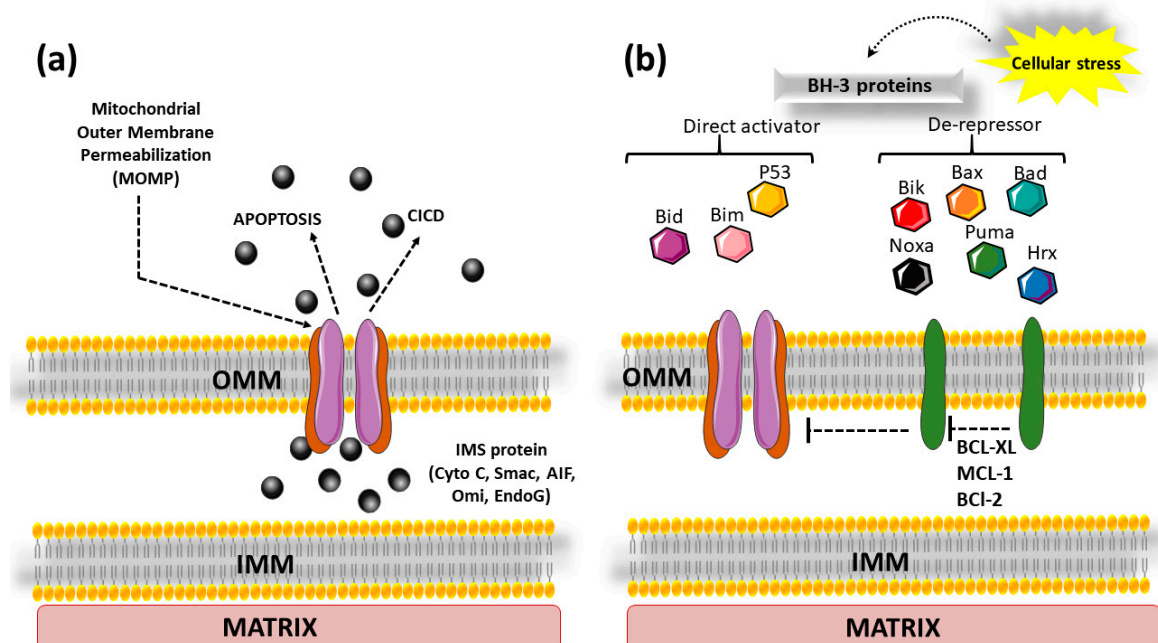 (a)
Mitochondrial
Outer Membrane
Permeabilization
(MOMP)
APOPTOSIS
CICD
OMM
IMS protein
(Cyto C, Smac, AIF,
Omi, EndoG)
IMM
MATRIX
(b)
Cellular stress
BH-3 proteins
Direct activator
De-repressor
P53
Bid
Bim
Bik
Bax
Bad
Noxa
Puma
Hrx
OMM
BCL-XL
MCL-1
BCl-2
IMM
MATRIX